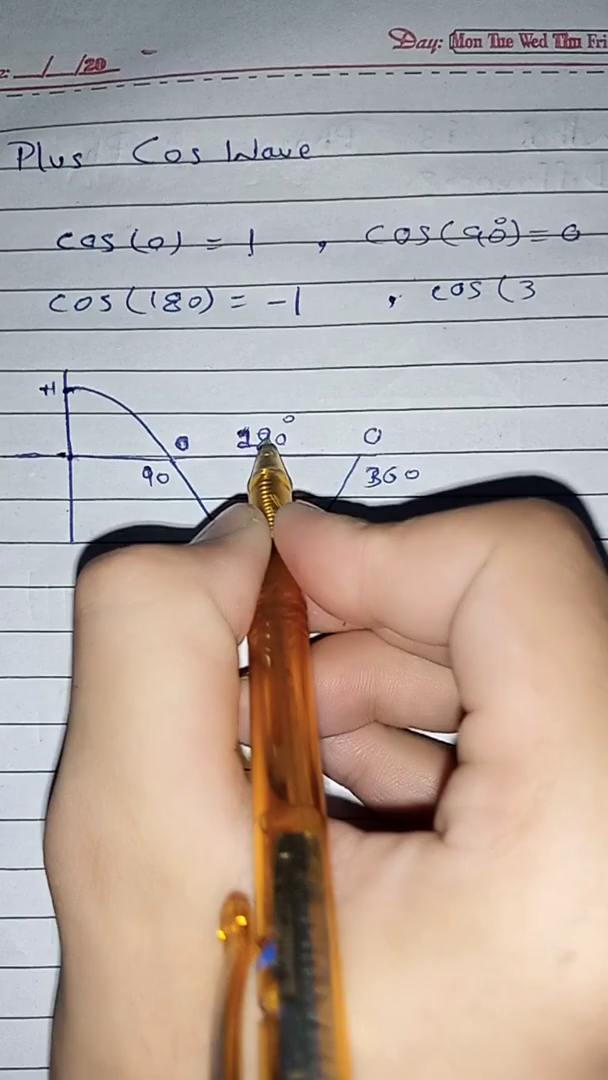 Day: Mon Tue Wed Thu Fri
/ /20
Plus Cos Wave
cos(0) = 1 , cos(90°) = 0
cos(180) = -1 , cos(3
+1
0 180° 0
90 360